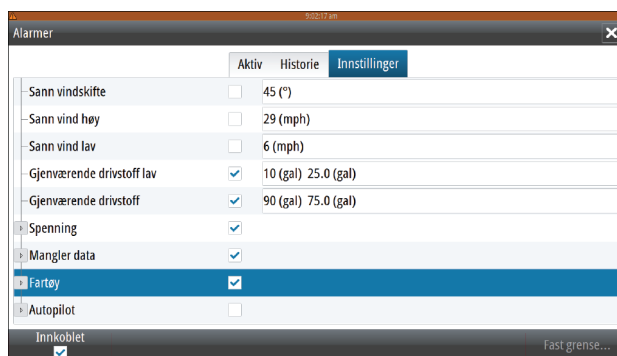 9:02:17 am
Alarmer
Aktiv Historie Innstillinger
Sann vindskifte 45 (°)
Sann vind høy 29 (mph)
Sann vind lav 6 (mph)
Gjenværende drivstoff lav 10 (gal) 25.0 (gal)
Gjenværende drivstoff 90 (gal) 75.0 (gal)
Spenning
Mangler data
Fartøy
Autopilot
Innkoblet
Fast grense...